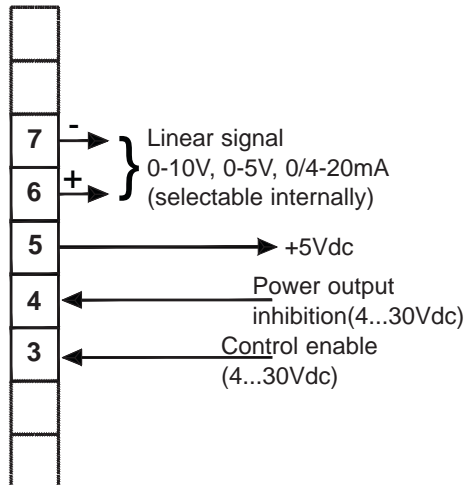 7 -
Linear signal
0-10V, 0-5V, 0/4-20mA
6 +
(selectable internally)
5
+5Vdc
4
Power output
inhibition(4...30Vdc)
3
Control enable
(4...30Vdc)